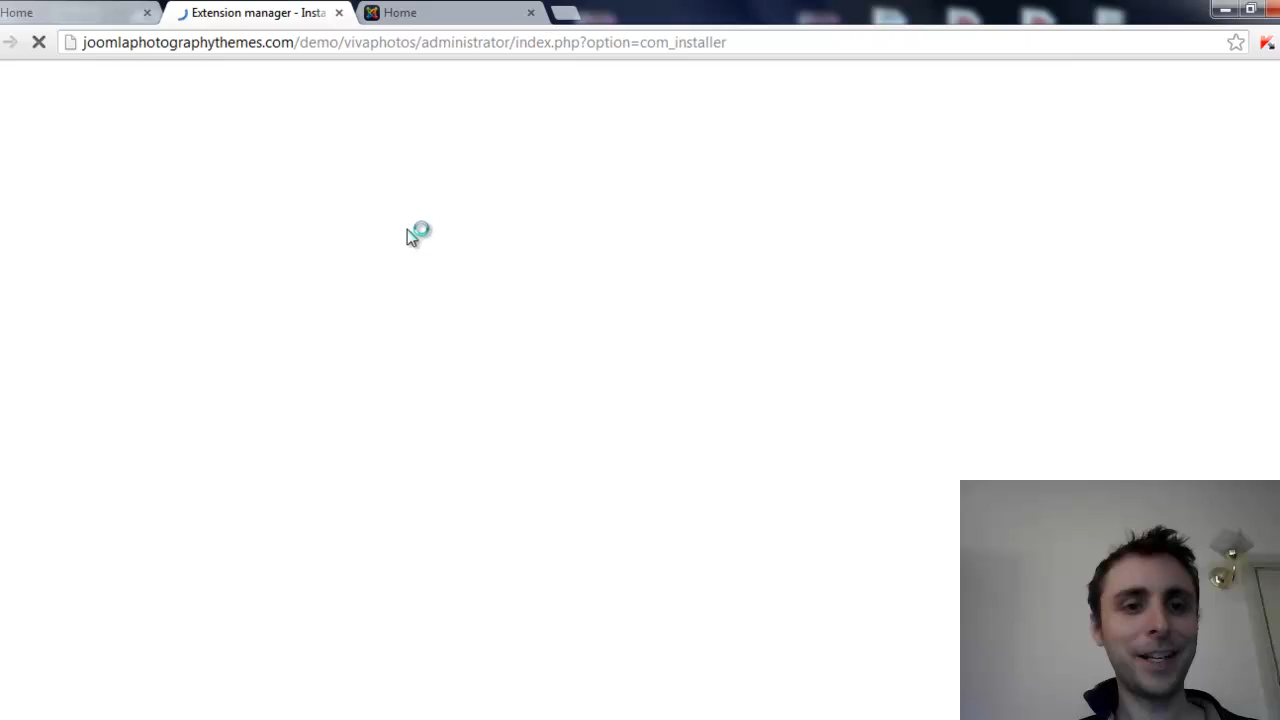 Home
Extension manager - Insta
Home
joomlaphotographythemes.com/demo/vivaphotos/administrator/index.php?option=com_installer